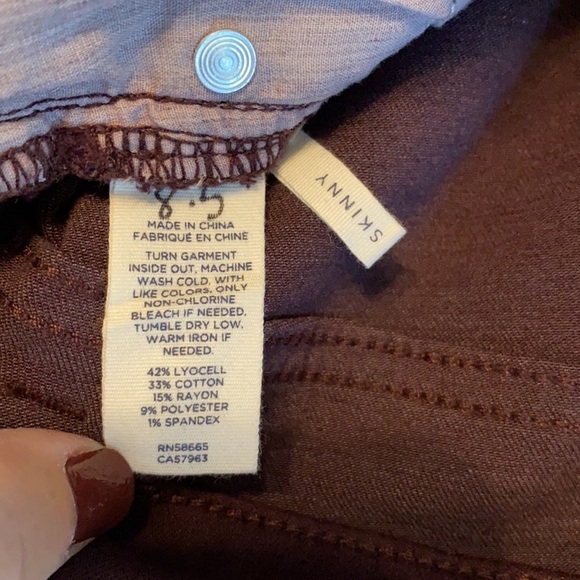 8.5
MADE IN CHINA
FABRIQUÉ EN CHINE
TURN GARMENT
INSIDE OUT, MACHINE
WASH COLD, WITH
LIKE COLORS, ONLY
NON-CHLORINE
BLEACH IF NEEDED,
TUMBLE DRY LOW,
WARM IRON IF
NEEDED.
42% LYOCELL
33% COTTON
15% RAYON
9% POLYESTER
1% SPANDEX
RN58665
CA57963
SKINNY